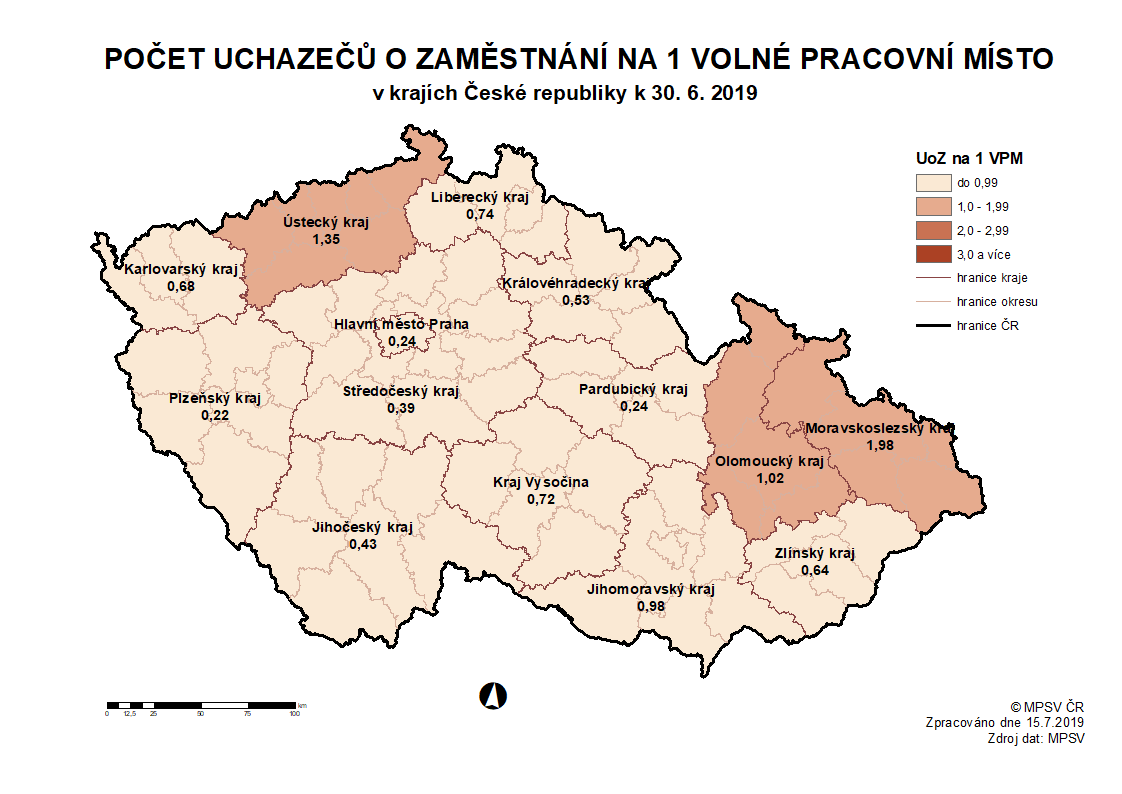 POČET UCHAZEČŮ O ZAMĚSTNÁNÍ NA 1 VOLNÉ PRACOVNÍ MÍSTO
v krajích České republiky k 30. 6. 2019
UoZ na 1 VPM
do 0,99
1,0 - 1,99
2,0 - 2,99
3,0 a více
hranice kraje
hranice okresu
hranice ČR
Liberecký kraj
0,74
Ústecký kraj
1,35
Karlovarský kraj
0,68
Královéhradecký kraj
0,53
Hlavní město Praha
0,24
Středočeský kraj
0,39
Pardubický kraj
0,24
Plzeňský kraj
0,22
Moravskoslezský kraj
1,98
Olomoucký kraj
1,02
Kraj Vysočina
0,72
Jihočeský kraj
0,43
Zlínský kraj
0,64
Jihomoravský kraj
0,98
km
0 12,5 25 50 75 100
© MPSV ČR
Zpracováno dne 15.7.2019
Zdroj dat: MPSV